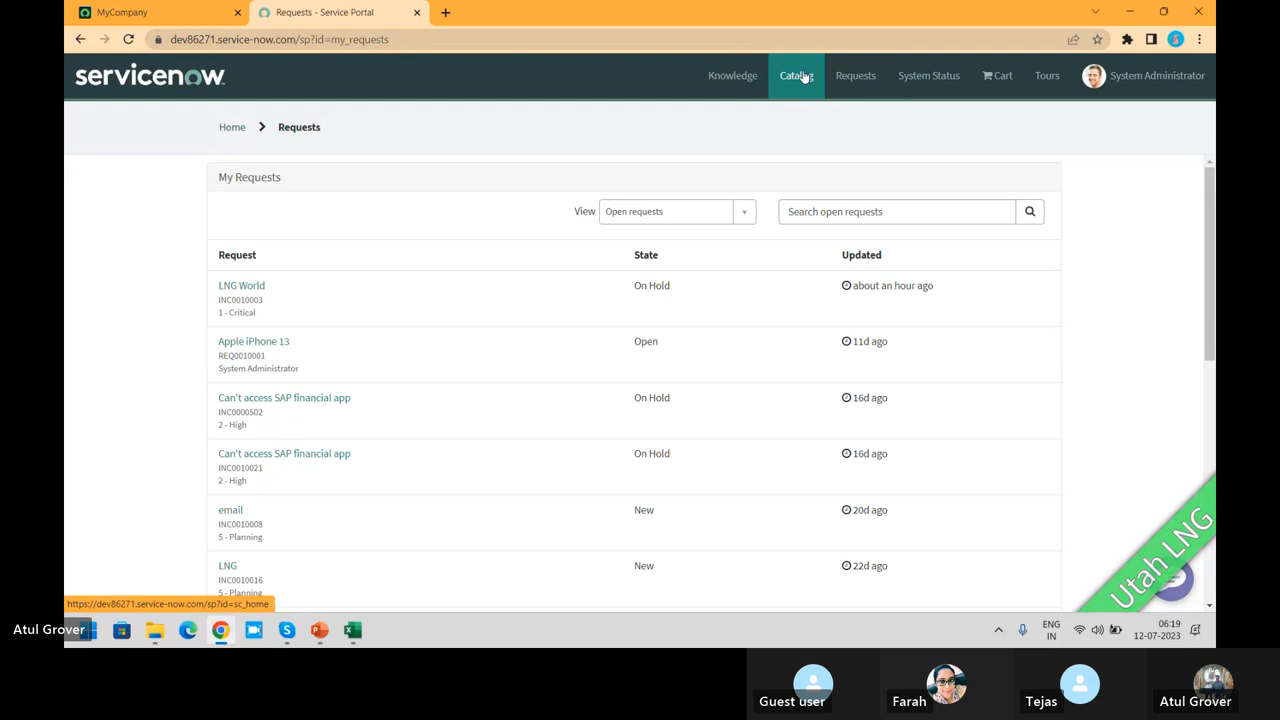 MyCompany
Requests - Service Portal
dev86271.service-now.com/sp?id=my_requests
servicenow
Knowledge
Catalog
Requests
System Status
Cart
Tours
System Administrator
Home
Requests
My Requests
View
Open requests
Search open requests
Request
State
Updated
LNG World
INC0010003
1 - Critical
On Hold
about an hour ago
Apple iPhone 13
REQ0010001
System Administrator
Open
11d ago
Can't access SAP financial app
INC0000502
2 - High
On Hold
16d ago
Can't access SAP financial app
INC0010021
2 - High
On Hold
16d ago
email
INC0010008
5 - Planning
New
20d ago
LNG
INC0010016
5 - Planning
New
22d ago
Utah LNG
https://dev86271.service-now.com/sp?id=sc_home
Atul Grover
ENG
IN
06:19
12-07-2023
Guest user
Farah
Tejas
Atul Grover